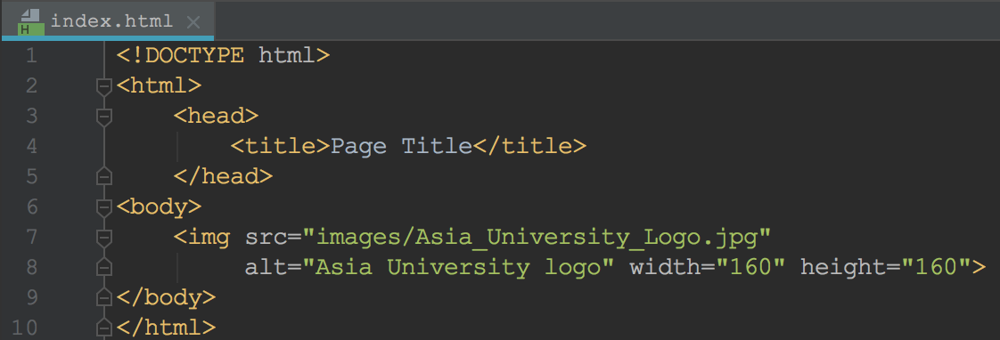 index.html
1 <!DOCTYPE html>
2 <html>
3 <head>
4 <title>Page Title</title>
5 </head>
6 <body>
7 <img src="images/Asia_University_Logo.jpg"
8 alt="Asia University logo" width="160" height="160">
9 </body>
10 </html>